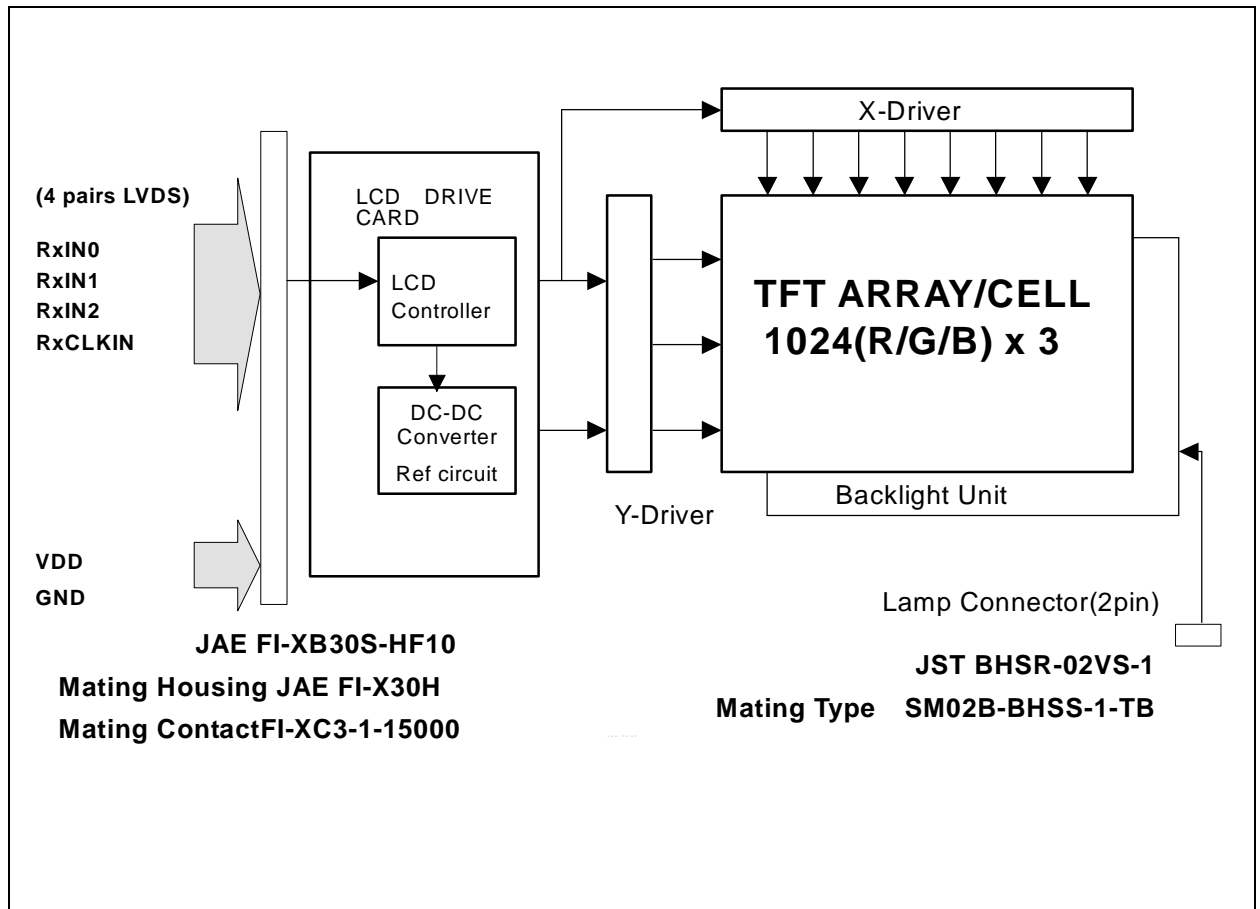 X-Driver
(4 pairs LVDS)
RxIN0
RxIN1
RxIN2
RxCLKIN
LCD DRIVE
CARD
LCD
Controller
DC-DC
Converter
Ref circuit
TFT ARRAY/CELL
1024(R/G/B) x 3
Backlight Unit
Y-Driver
VDD
GND
Lamp Connector(2pin)
JAE FI-XB30S-HF10
Mating Housing JAE FI-X30H
Mating ContactFI-XC3-1-15000
JST BHSR-02VS-1
Mating Type SM02B-BHSS-1-TB